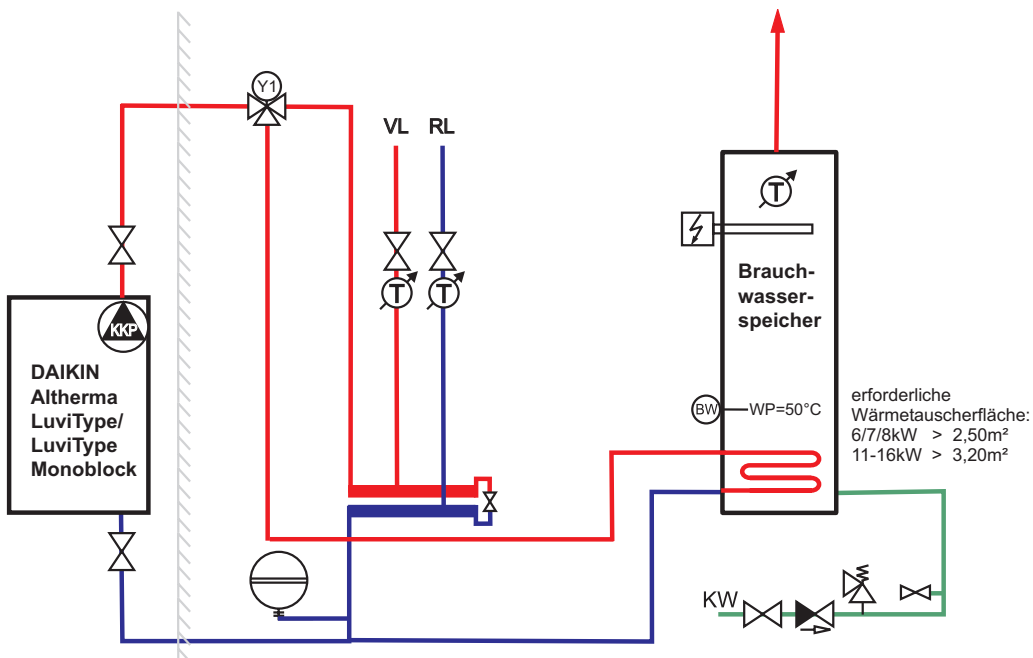 Y1
VL RL
T
T
T
KKP
DAIKIN
Altherma
LuviType/
LuviType
Monoblock
Brauch-
wasser-
speicher
BW WP=50°C
erforderliche
Wärmetauscherfläche:
6/7/8kW > 2,50m²
11-16kW > 3,20m²
KW